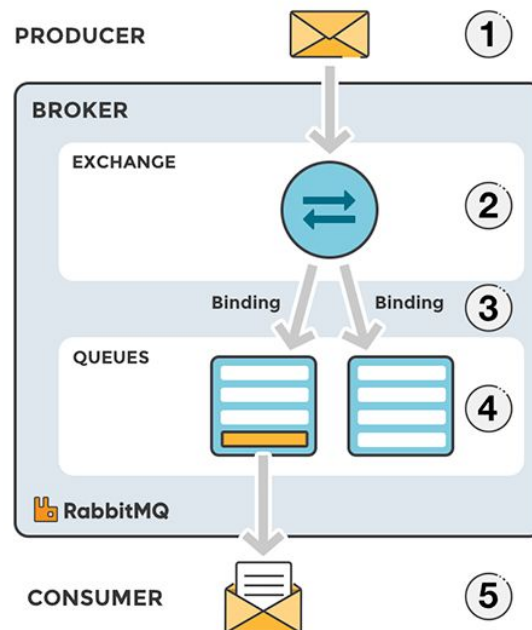 PRODUCER 1
BROKER
EXCHANGE
2
Binding Binding 3
QUEUES
4
RabbitMQ
CONSUMER 5